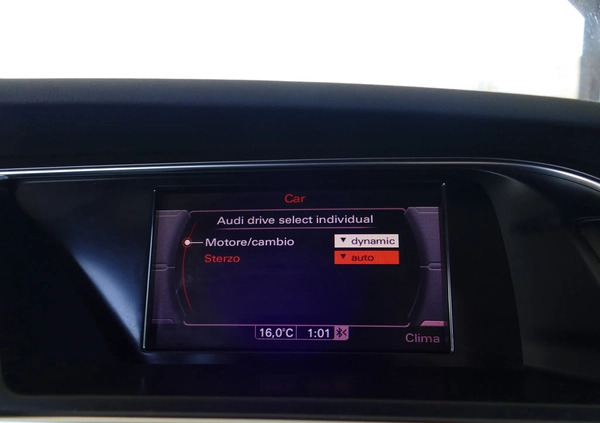 Car
Audi drive select individual
Motore/cambio ▼ dynamic
Sterzo ▼ auto
16,0°C 1:01
Clima